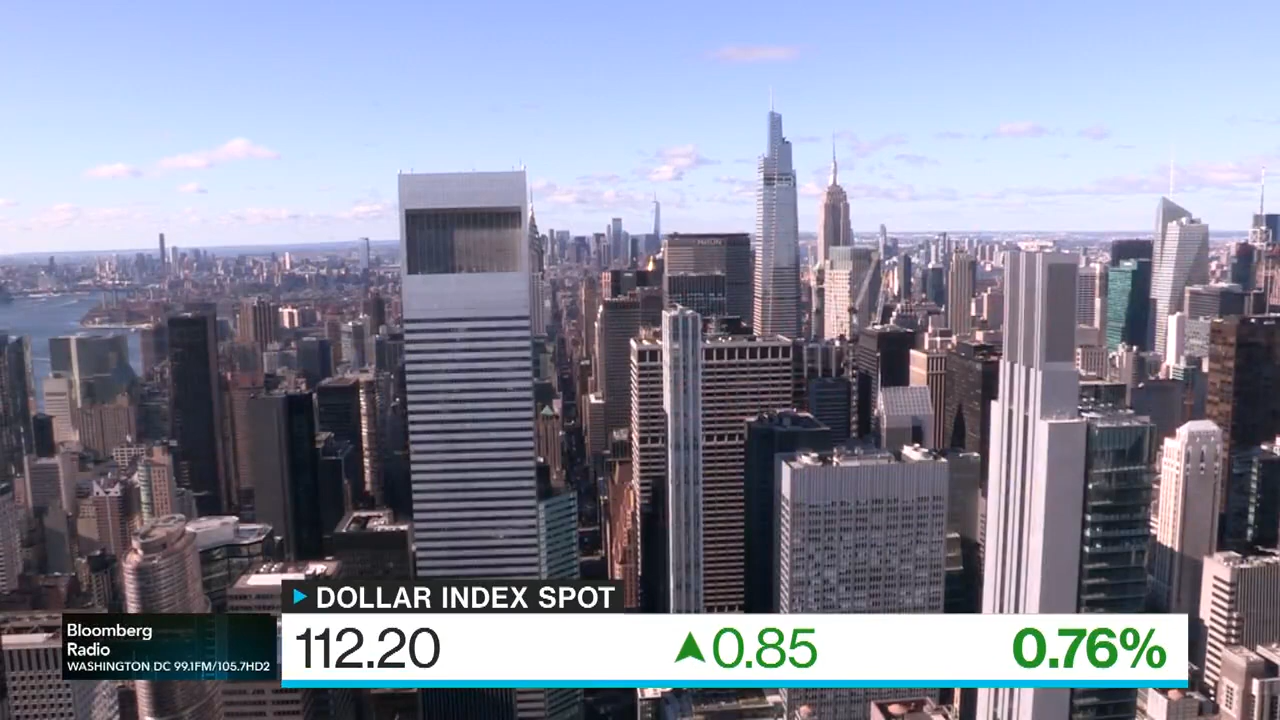 DOLLAR INDEX SPOT
112.20 ▲0.85 0.76%
Bloomberg
Radio
WASHINGTON DC 99.1FM/105.7HD2